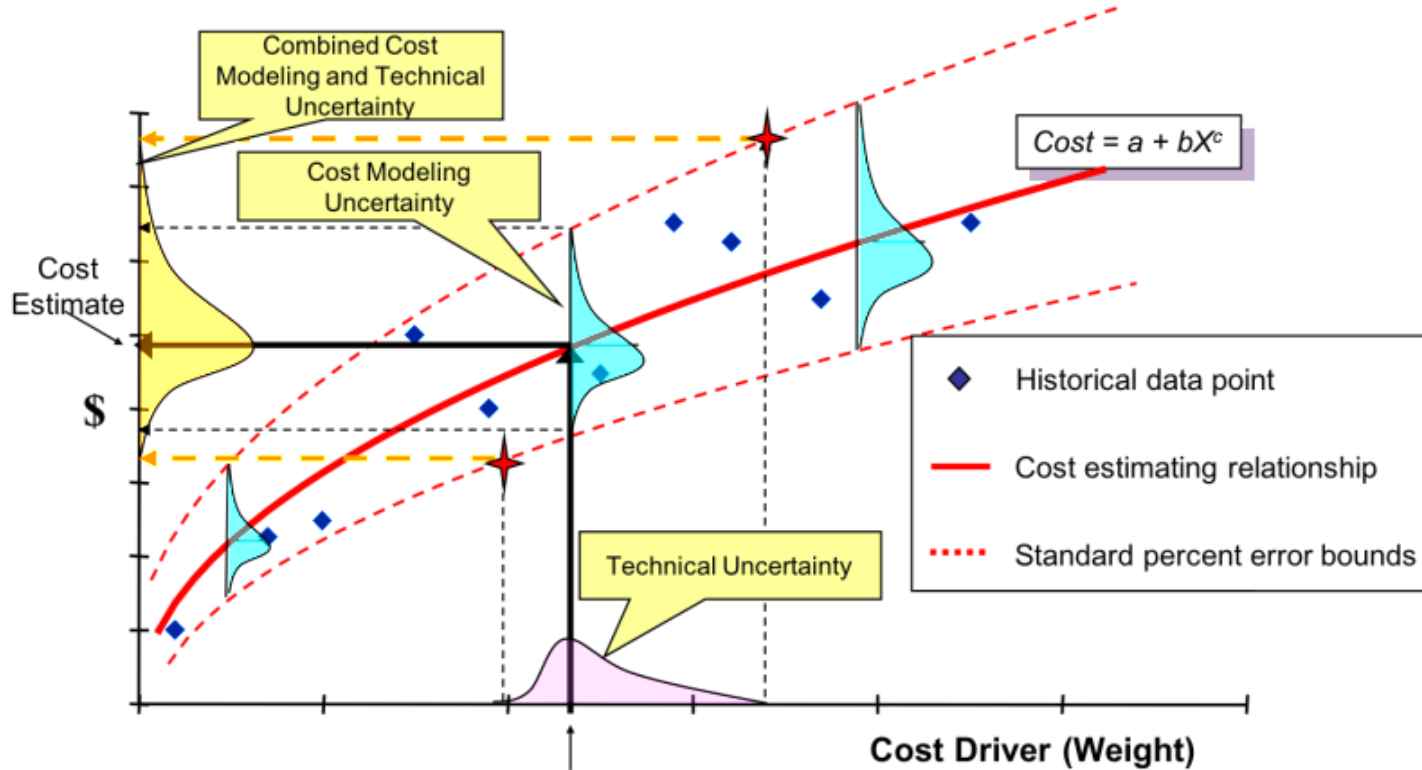 Combined Cost
Modeling and Technical
Uncertainty
Cost = a + bXᶜ
Cost Modeling
Uncertainty
Cost
Estimate
$
Historical data point
Cost estimating relationship
Standard percent error bounds
Technical Uncertainty
Cost Driver (Weight)